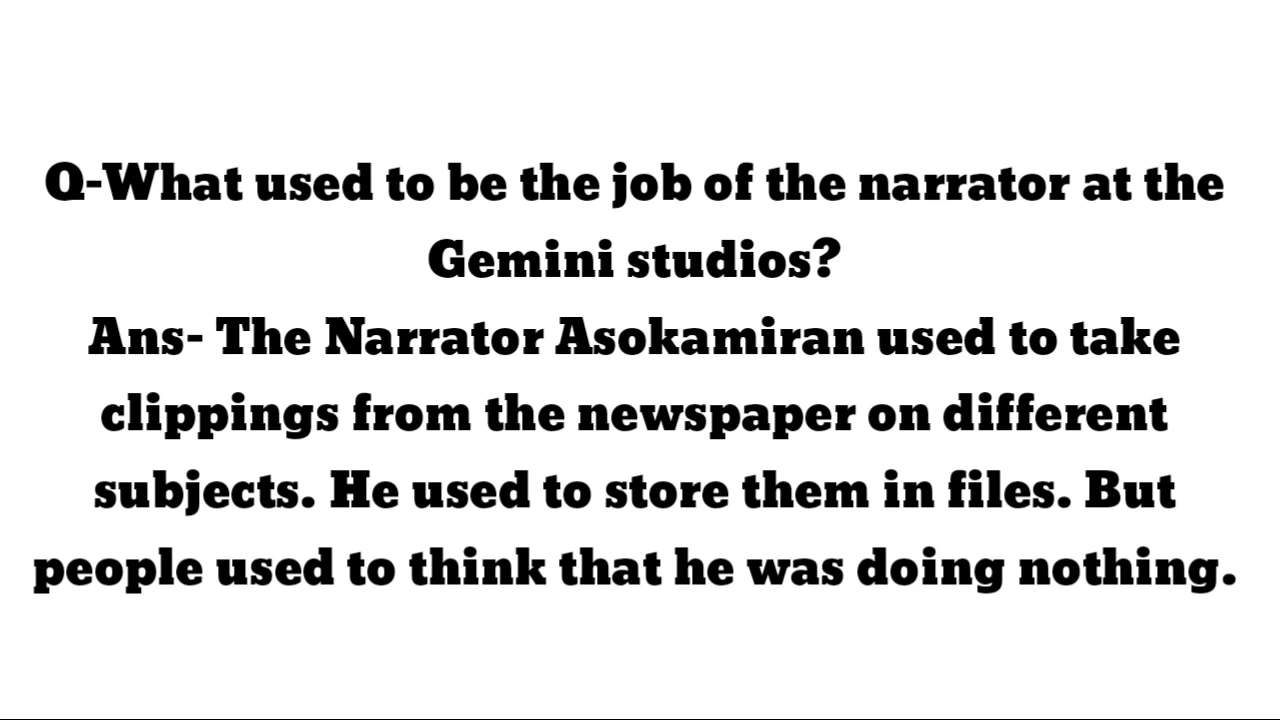 Q-What used to be the job of the narrator at the
Gemini studios?
Ans- The Narrator Asokamiran used to take
clippings from the newspaper on different
subjects. He used to store them in files. But
people used to think that he was doing nothing.